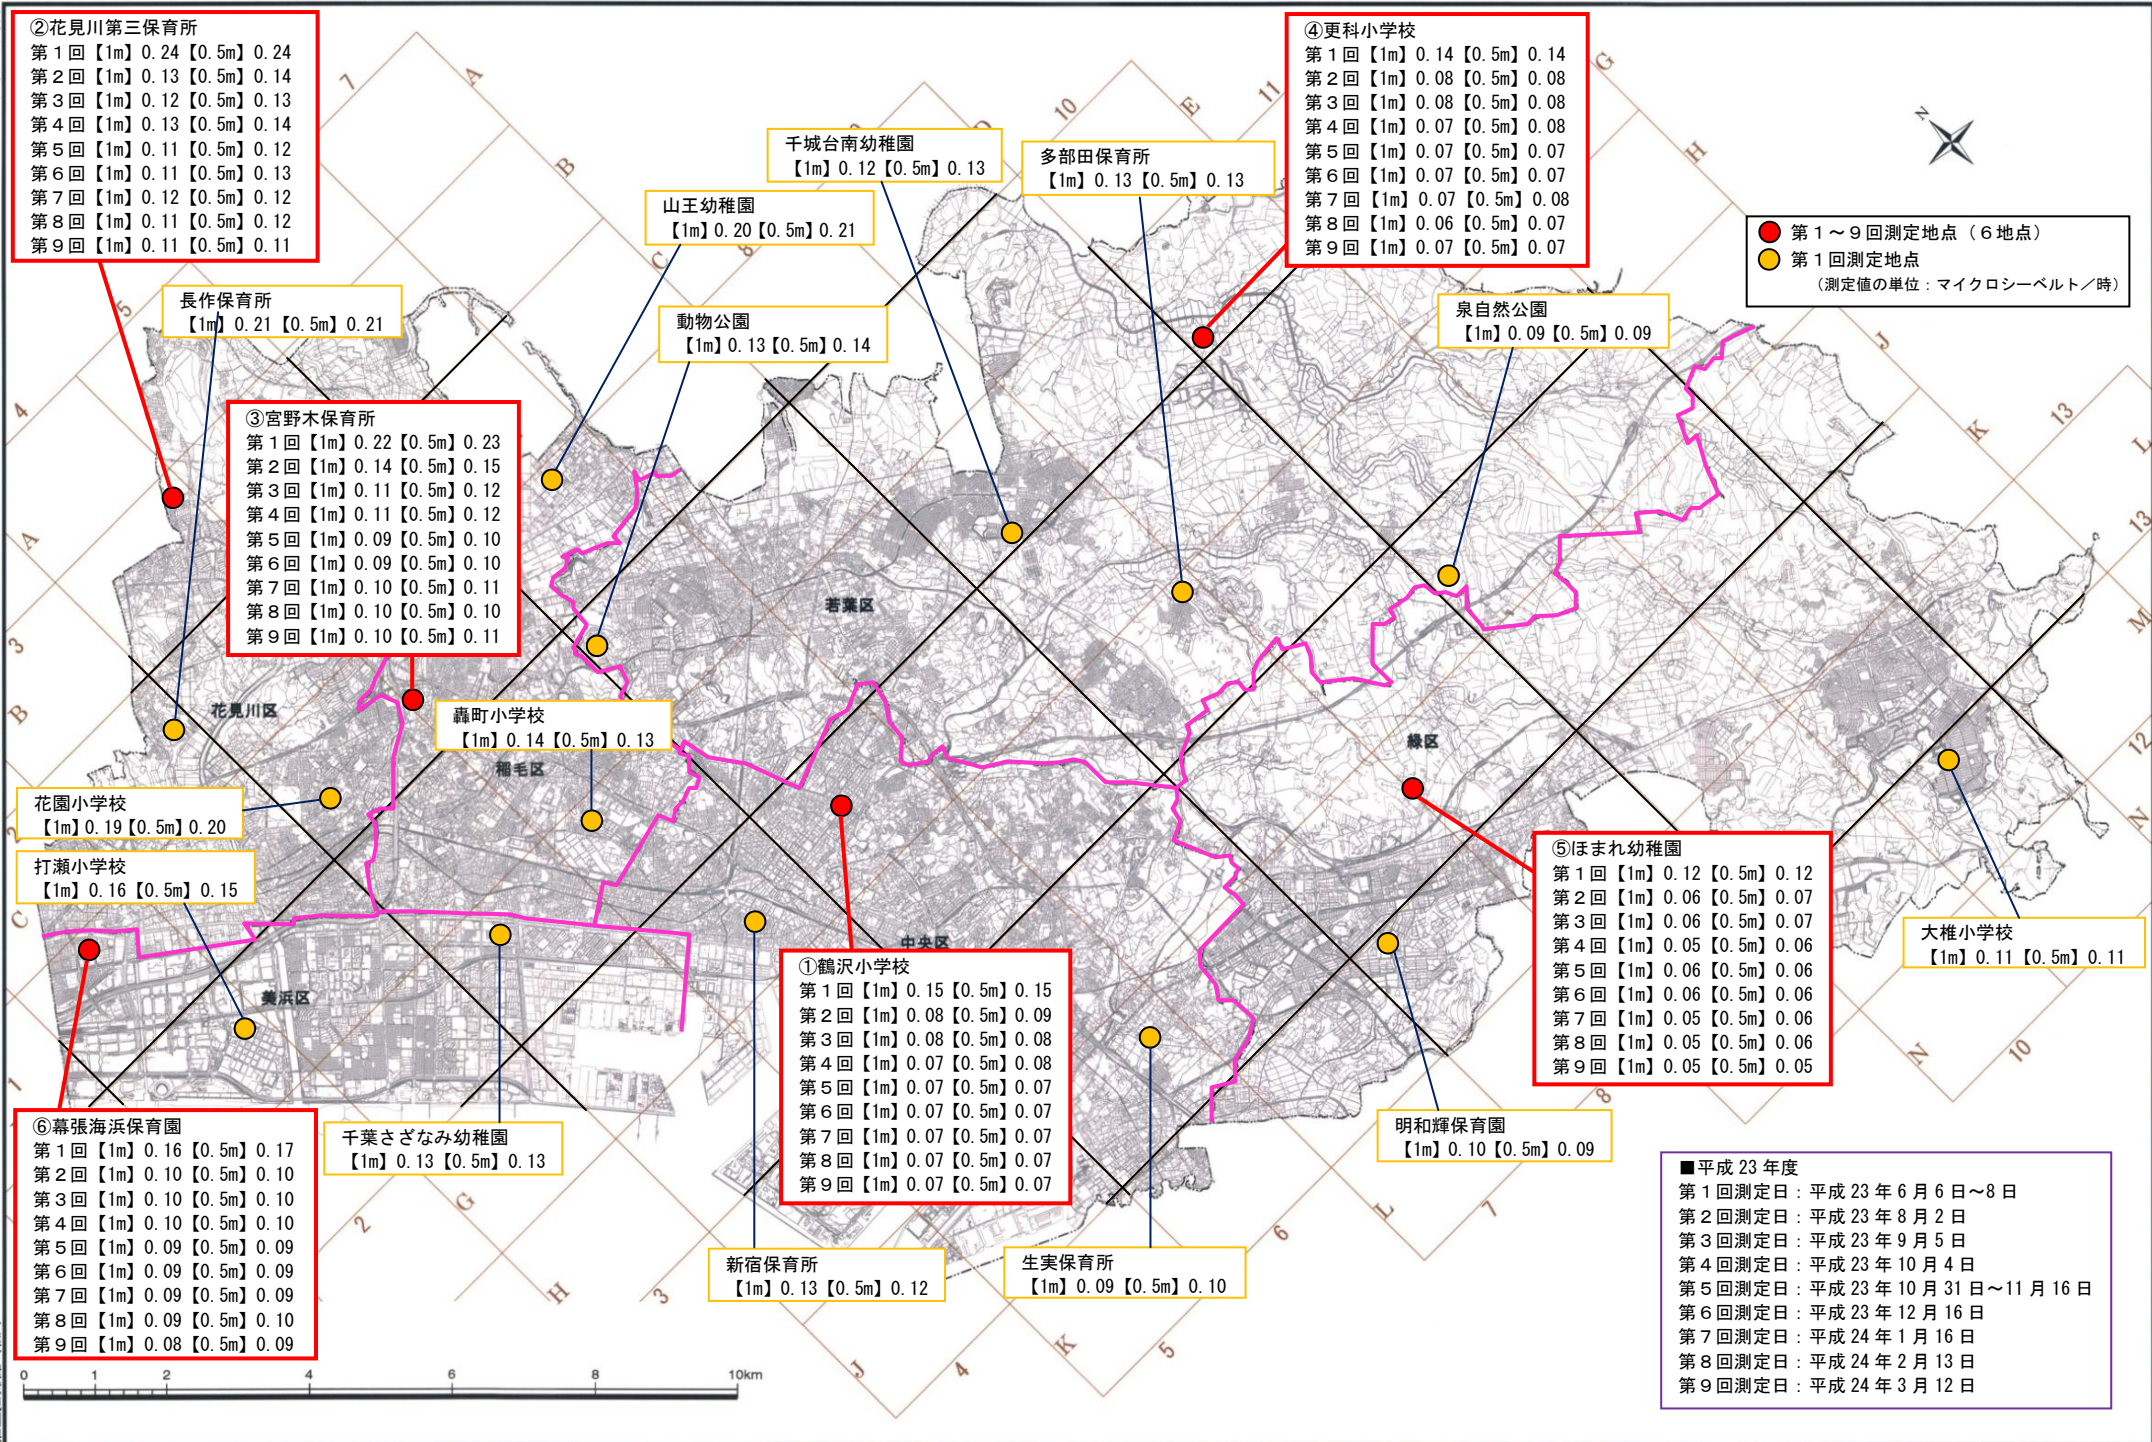 ②花見川第三保育所
第1回【1m】0.24【0.5m】0.24
第2回【1m】0.13【0.5m】0.14
第3回【1m】0.12【0.5m】0.13
第4回【1m】0.13【0.5m】0.14
第5回【1m】0.11【0.5m】0.12
第6回【1m】0.11【0.5m】0.13
第7回【1m】0.12【0.5m】0.12
第8回【1m】0.11【0.5m】0.12
第9回【1m】0.11【0.5m】0.11
④更科小学校
第1回【1m】0.14【0.5m】0.14
第2回【1m】0.08【0.5m】0.08
第3回【1m】0.08【0.5m】0.08
第4回【1m】0.07【0.5m】0.08
第5回【1m】0.07【0.5m】0.07
第6回【1m】0.07【0.5m】0.07
第7回【1m】0.07【0.5m】0.08
第8回【1m】0.06【0.5m】0.07
第9回【1m】0.07【0.5m】0.07
千城台南幼稚園
【1m】0.12【0.5m】0.13
多部田保育所
【1m】0.13【0.5m】0.13
山王幼稚園
【1m】0.20【0.5m】0.21
第1～9回測定地点（6地点）
第1回測定地点
（測定値の単位：マイクロシーベルト／時）
長作保育所
【1m】0.21【0.5m】0.21
動物公園
【1m】0.13【0.5m】0.14
泉自然公園
【1m】0.09【0.5m】0.09
③宮野木保育所
第1回【1m】0.22【0.5m】0.23
第2回【1m】0.14【0.5m】0.15
第3回【1m】0.11【0.5m】0.12
第4回【1m】0.11【0.5m】0.12
第5回【1m】0.09【0.5m】0.10
第6回【1m】0.09【0.5m】0.10
第7回【1m】0.10【0.5m】0.11
第8回【1m】0.10【0.5m】0.10
第9回【1m】0.10【0.5m】0.11
若葉区
花見川区
轟町小学校
【1m】0.14【0.5m】0.13
稲毛区
緑区
花園小学校
【1m】0.19【0.5m】0.20
打瀬小学校
【1m】0.16【0.5m】0.15
中央区
美浜区
①鶴沢小学校
第1回【1m】0.15【0.5m】0.15
第2回【1m】0.08【0.5m】0.09
第3回【1m】0.08【0.5m】0.08
第4回【1m】0.07【0.5m】0.08
第5回【1m】0.07【0.5m】0.07
第6回【1m】0.07【0.5m】0.07
第7回【1m】0.07【0.5m】0.07
第8回【1m】0.07【0.5m】0.07
第9回【1m】0.07【0.5m】0.07
⑤ほまれ幼稚園
第1回【1m】0.12【0.5m】0.12
第2回【1m】0.06【0.5m】0.07
第3回【1m】0.06【0.5m】0.07
第4回【1m】0.05【0.5m】0.06
第5回【1m】0.06【0.5m】0.06
第6回【1m】0.06【0.5m】0.06
第7回【1m】0.05【0.5m】0.06
第8回【1m】0.05【0.5m】0.06
第9回【1m】0.05【0.5m】0.05
大椎小学校
【1m】0.11【0.5m】0.11
⑥幕張海浜保育園
第1回【1m】0.16【0.5m】0.17
第2回【1m】0.10【0.5m】0.10
第3回【1m】0.10【0.5m】0.10
第4回【1m】0.10【0.5m】0.10
第5回【1m】0.09【0.5m】0.09
第6回【1m】0.09【0.5m】0.09
第7回【1m】0.09【0.5m】0.09
第8回【1m】0.09【0.5m】0.10
第9回【1m】0.08【0.5m】0.09
千葉さざなみ幼稚園
【1m】0.13【0.5m】0.13
明和輝保育園
【1m】0.10【0.5m】0.09
新宿保育所
【1m】0.13【0.5m】0.12
生実保育所
【1m】0.09【0.5m】0.10
■平成23年度
第1回測定日：平成23年6月6日～8日
第2回測定日：平成23年8月2日
第3回測定日：平成23年9月5日
第4回測定日：平成23年10月4日
第5回測定日：平成23年10月31日～11月16日
第6回測定日：平成23年12月16日
第7回測定日：平成24年1月16日
第8回測定日：平成24年2月13日
第9回測定日：平成24年3月12日
N
7
A
B
C
8
D
10
E
11
G
H
J
K
13
L
13
M
12
N
N
10
8
7
L
6
5
K
4
J
3
H
G
2
5
4
A
3
B
2
C
1
0 1 2 4 6 8 10km